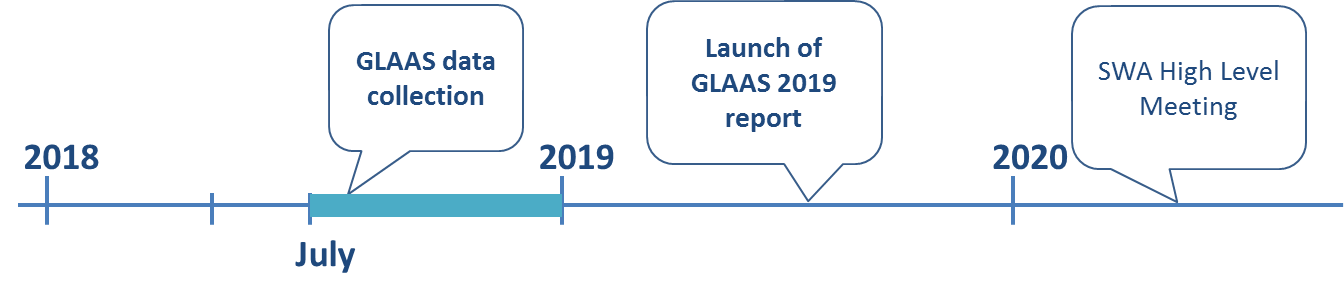 GLAAS data
collection
Launch of
GLAAS 2019
report
SWA High Level
Meeting
2018
2019
2020
July